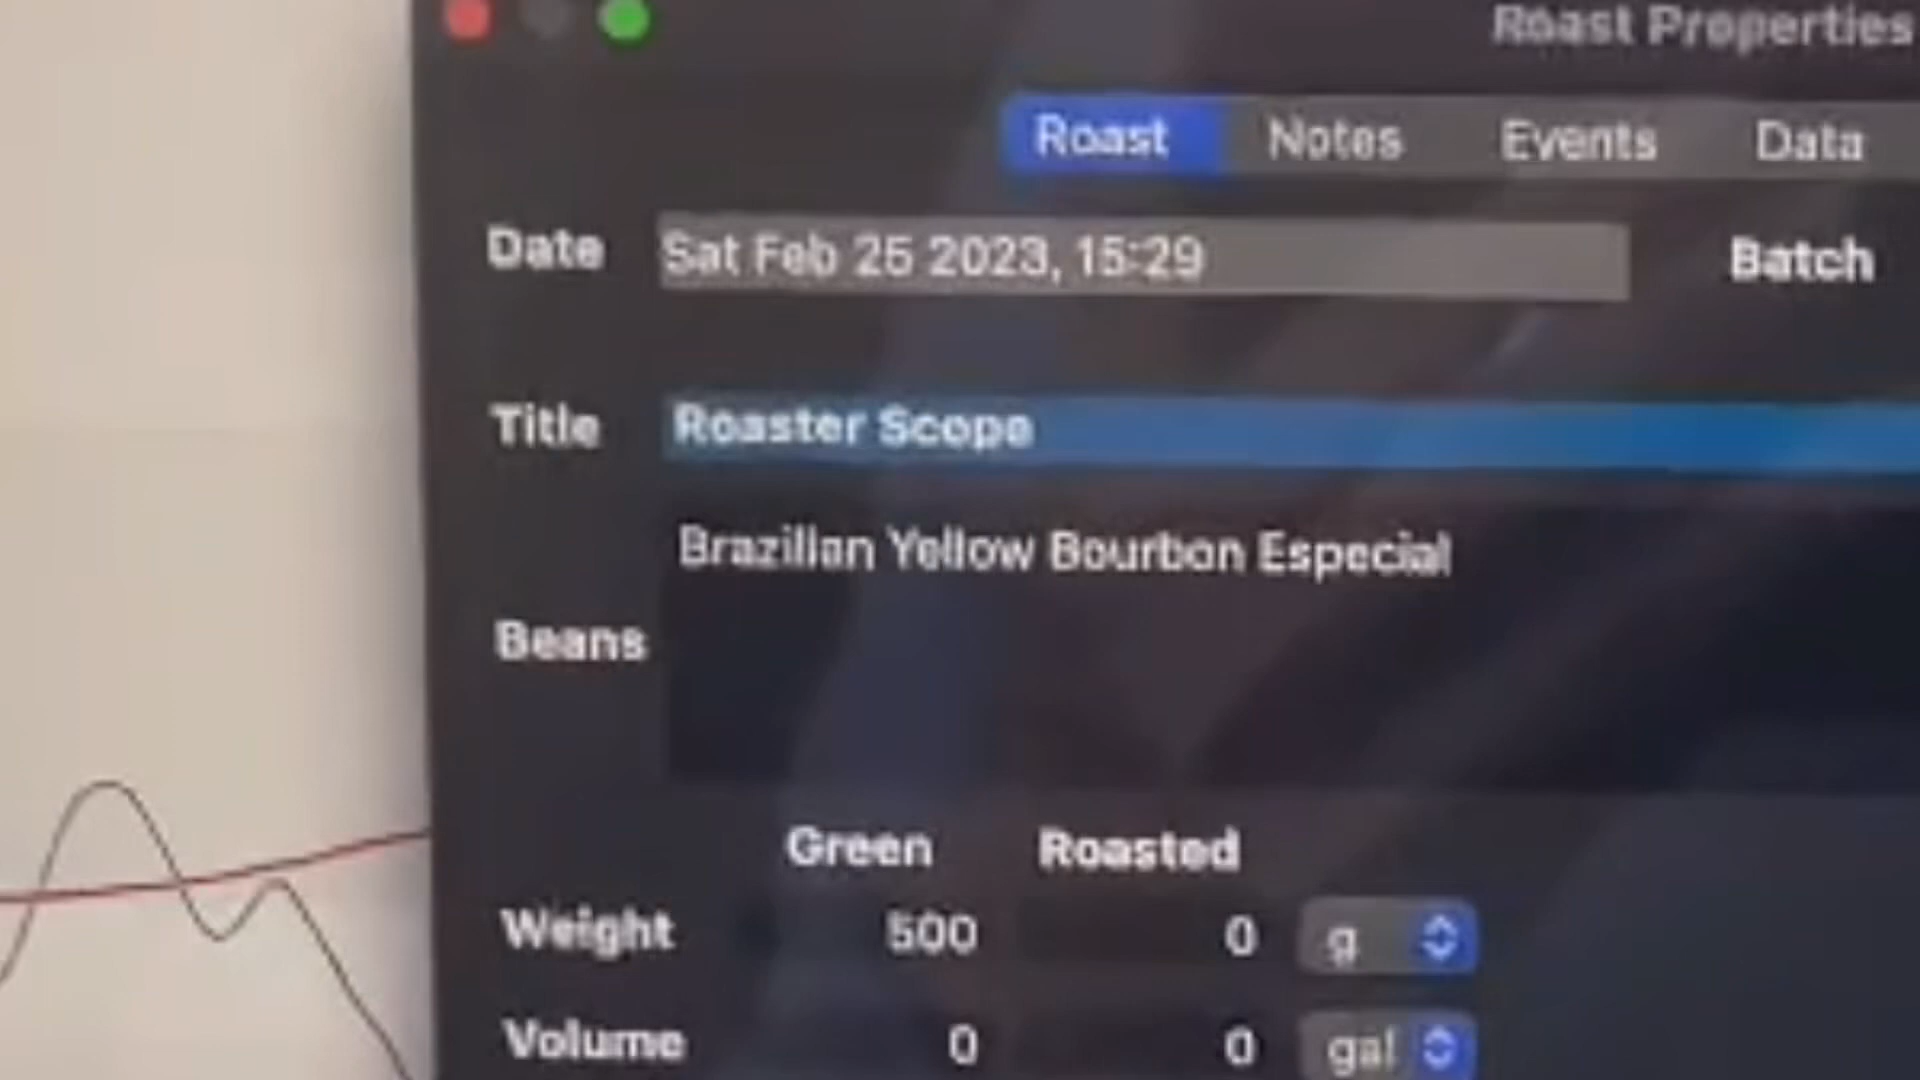 Roast Properties
Roast Notes Events Data
Date Sat Feb 25 2023, 15:29 Batch
Title Roaster Scope
Brazilian Yellow Bourbon Especial
Beans
Green Roasted
Weight 500 0 g
Volume 0 0 gal